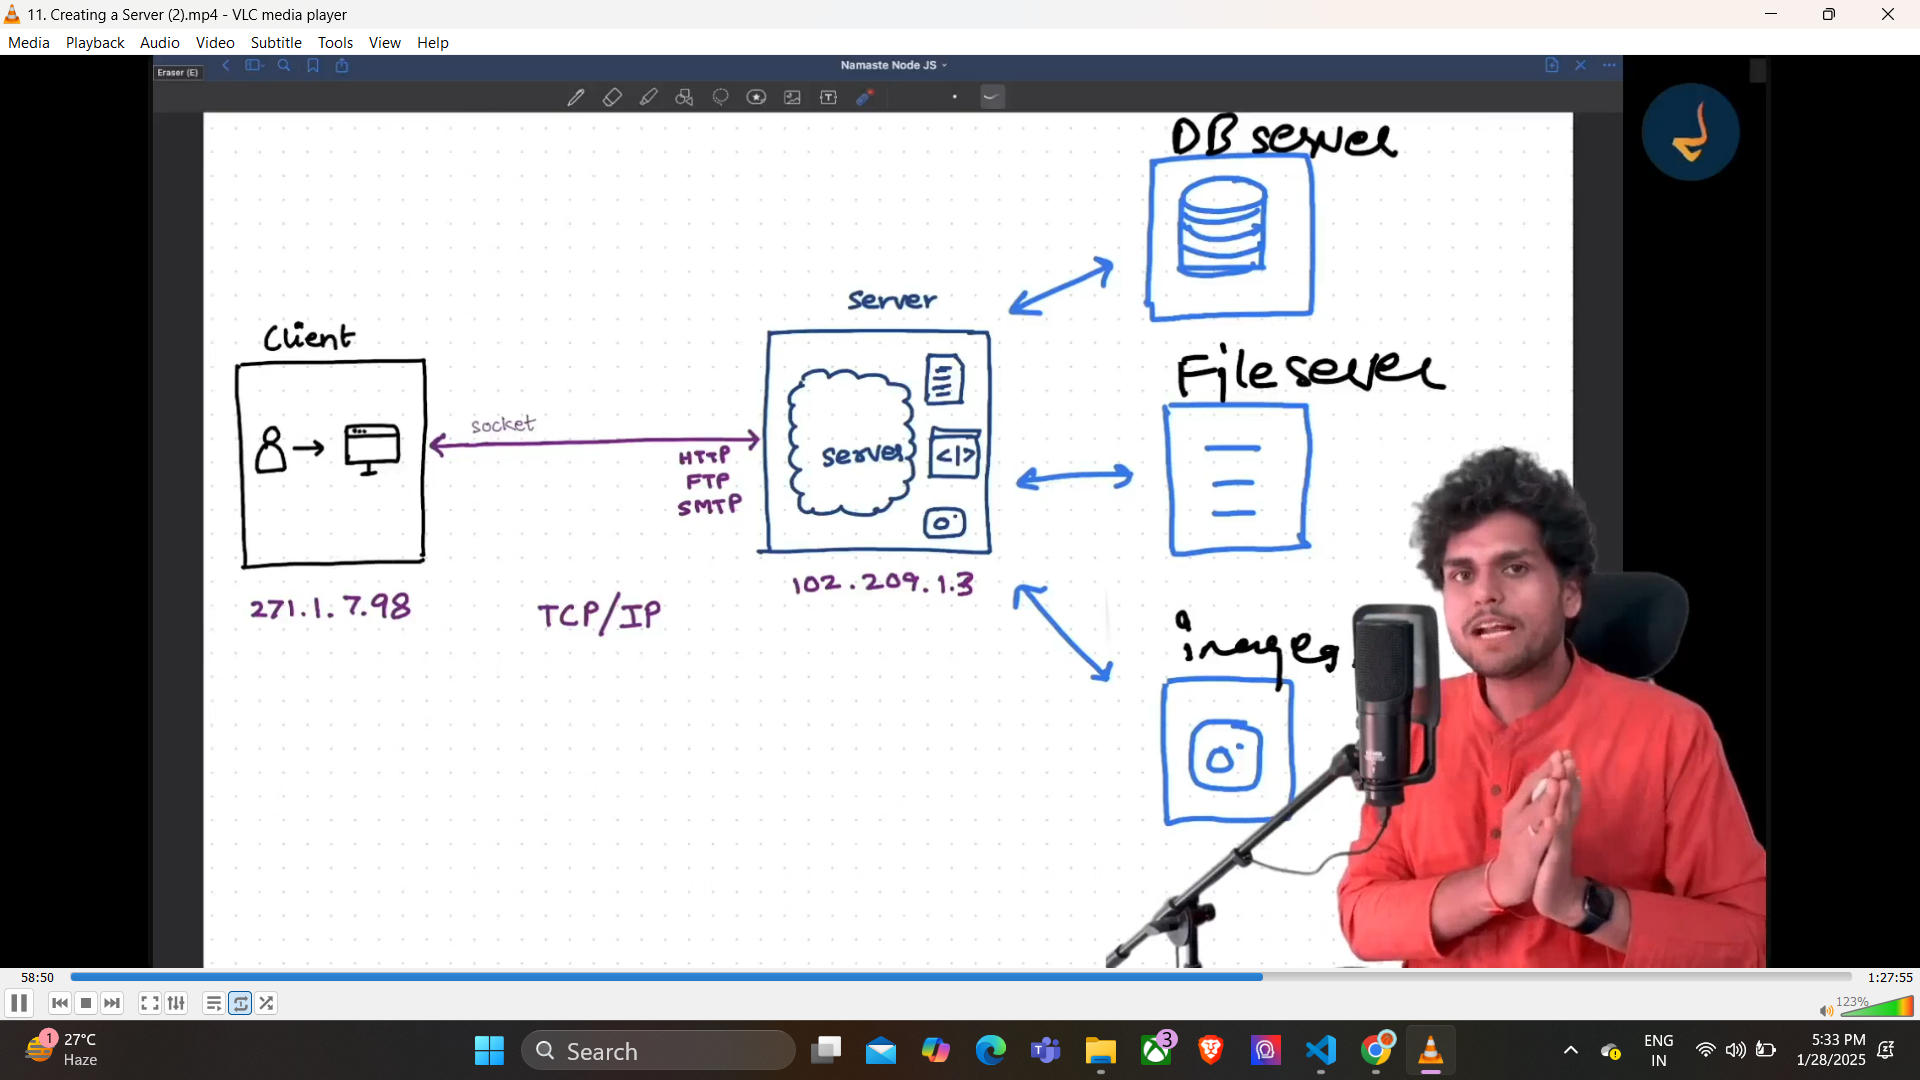 11. Creating a Server (2).mp4 - VLC media player
Media Playback Audio Video Subtitle Tools View Help
Eraser (E)
Namaste Node JS
DB server
Server
Client
File server
socket
server
</>
HTTP
FTP
SMTP
102.209.1.3
271.1.7.98
TCP/IP
images
58:50
1:27:55
123%
1
27°C
Haze
Search
3
ENG
IN
5:33 PM
1/28/2025